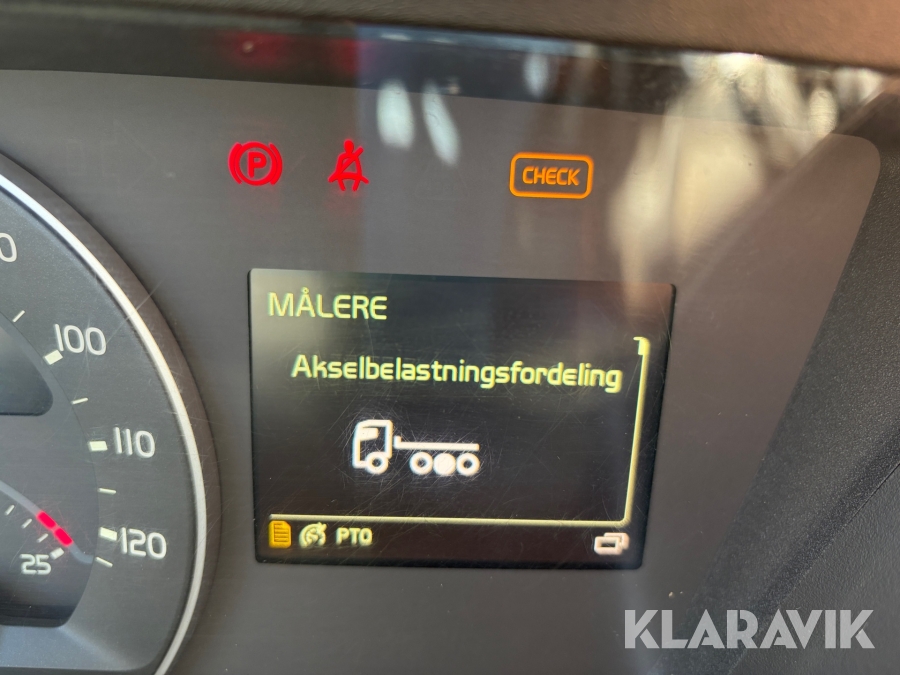 P
CHECK
MÅLERE
Akselbelastningsfordeling
PTO
100
110
120
25
KLARAVIK